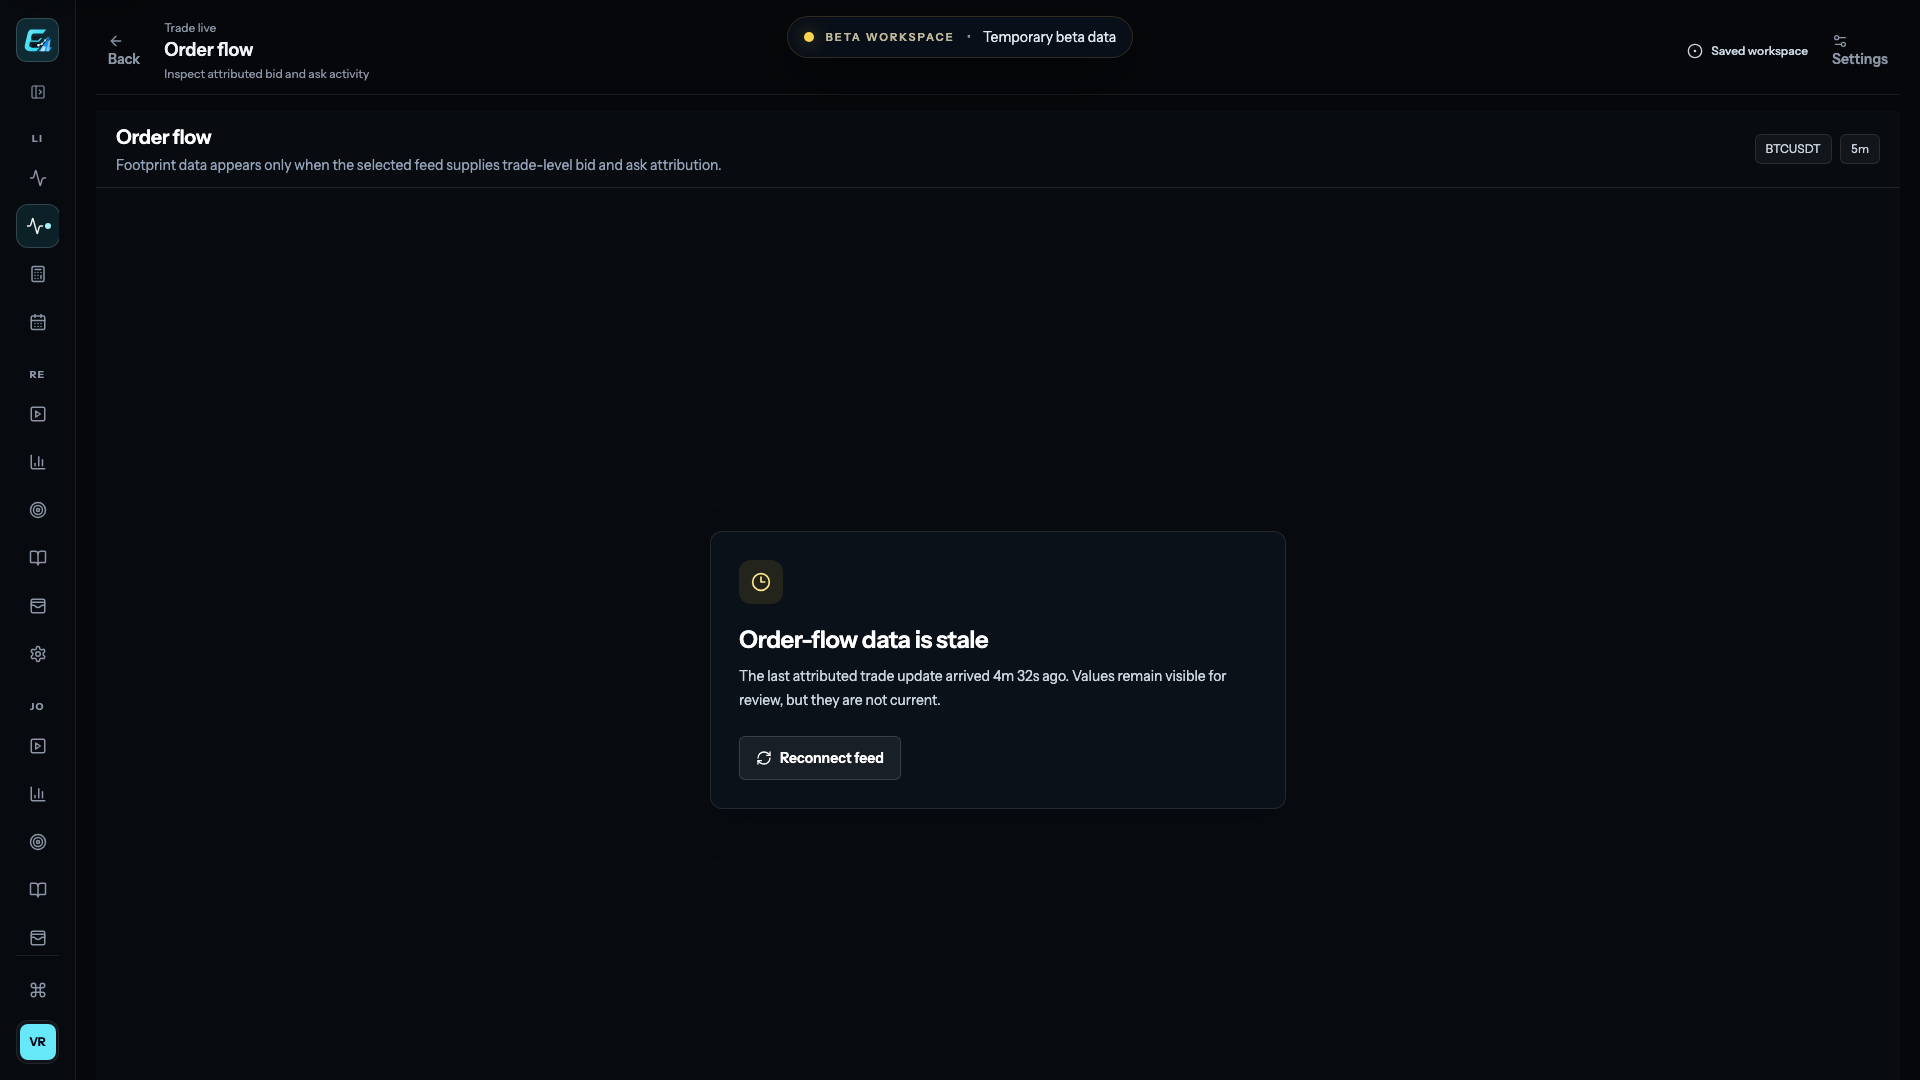 Back
Trade live
Order flow
Inspect attributed bid and ask activity
BETA WORKSPACE • Temporary beta data
Saved workspace
Settings
LI
RE
JO
VR
Order flow
Footprint data appears only when the selected feed supplies trade-level bid and ask attribution.
BTCUSDT
5m
Order-flow data is stale
The last attributed trade update arrived 4m 32s ago. Values remain visible for
review, but they are not current.
Reconnect feed